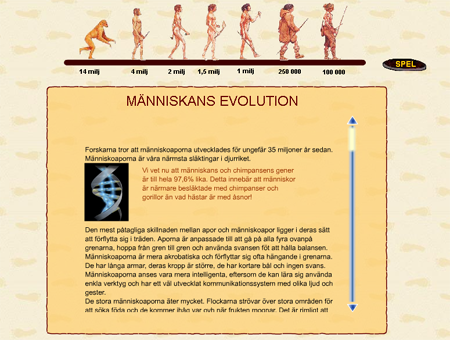 14 milj 4 milj 2 milj 1,5 milj 1 milj 250 000 100 000
SPEL
MÄNNISKANS EVOLUTION
Forskarna tror att människoaporna utvecklades för ungefär 35 miljoner år sedan.
Människoaporna är våra närmsta släktingar i djurriket.
Vi vet nu att människans och chimpansens gener
är till hela 97,6% lika. Detta innebär att människor
är närmare besläklade med chimpanser och
gorillor än vad hästar är med åsnor!
Den mest påtagliga skillnaden mellan apor och människoapor ligger i deras sätt
att förflytta sig i träden. Aporna är anpassade till att gå på alla fyra ovanpå
grenarna, hoppa från gren till gren och använda svansen föt att hålla balansen.
Människoaporna är mera akrobatiska och förflyttar sig ofta hängande i grenarna.
De har långa armar, deras kropp är större, de har kortare bål och ingen svans.
Människoaporna anses vara mera intelligenta, eftersom de kan lära sig använda
enkla verktyg och har ett väl utvecklat kommunikationssystem med olika ljud och
gester.
De stora människoaporna äter mycket. Flockarna strövar över stora områden för
att söka föda och de kommer ihåg när frukten mognar. Det är rimligt att